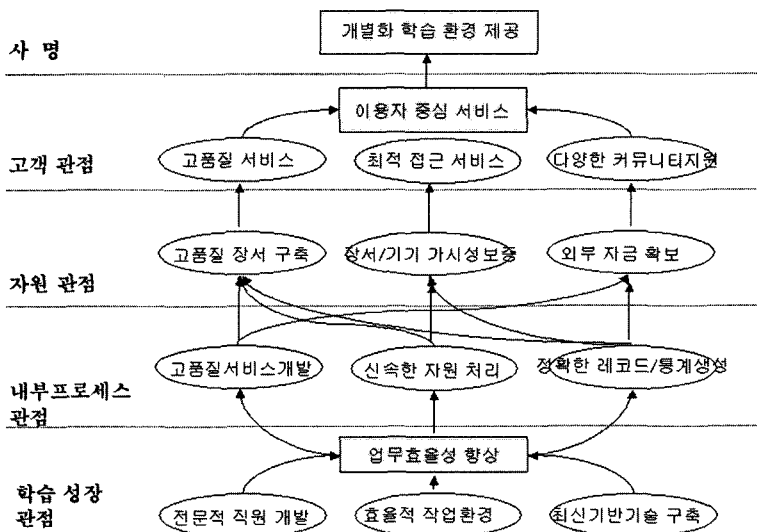 개별화 학습 환경 제공
사 명
이용자 중심 서비스
고객 관점
고품질 서비스
최적 접근 서비스
다양한 커뮤니티지원
고품질 장서 구축
장서/기기 가시성보증
외부 자금 확보
자원 관점
고품질서비스개발
신속한 자원 처리
정확한 레코드/통계생성
내부프로세스
관점
업무효율성 향상
학습 성장
관점
전문적 직원 개발
효율적 작업환경
최신기반기술 구축